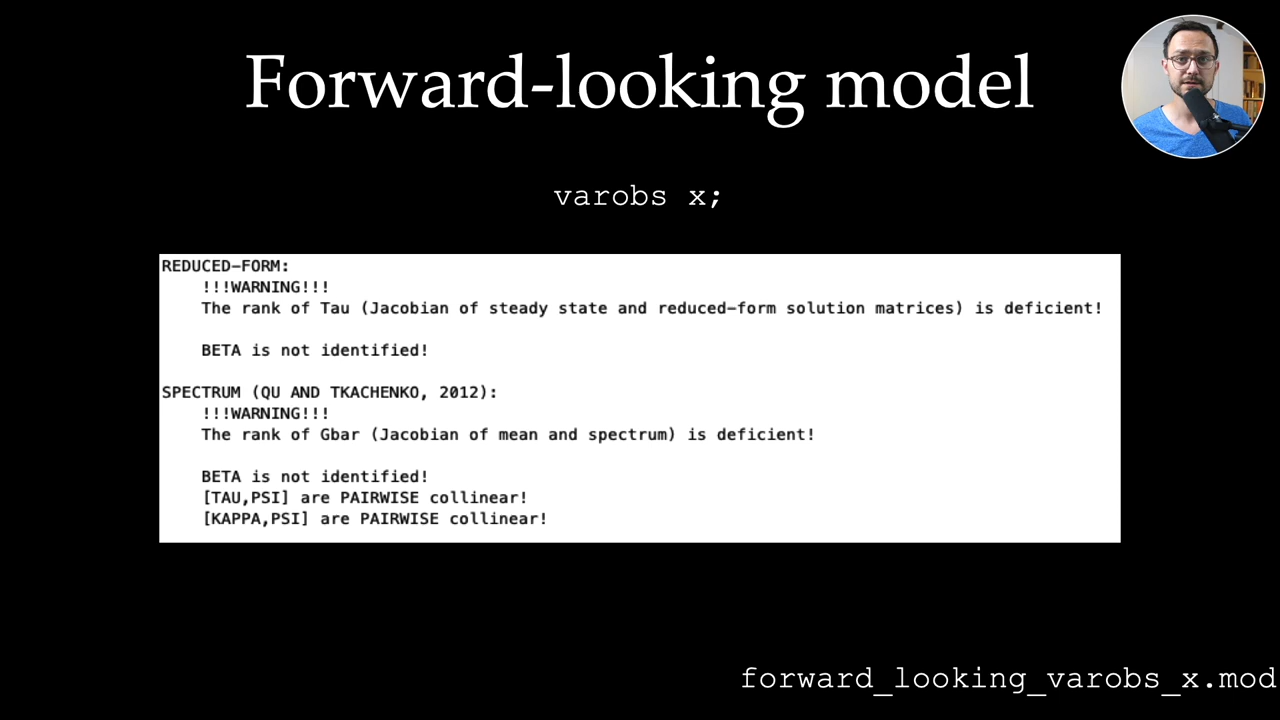 Forward-looking model
varobs x;
REDUCED-FORM:
!!!WARNING!!!
The rank of Tau (Jacobian of steady state and reduced-form solution matrices) is deficient!
BETA is not identified!
SPECTRUM (QU AND TKACHENKO, 2012):
!!!WARNING!!!
The rank of Gbar (Jacobian of mean and spectrum) is deficient!
BETA is not identified!
[TAU,PSI] are PAIRWISE collinear!
[KAPPA,PSI] are PAIRWISE collinear!
forward_looking_varobs_x.mod